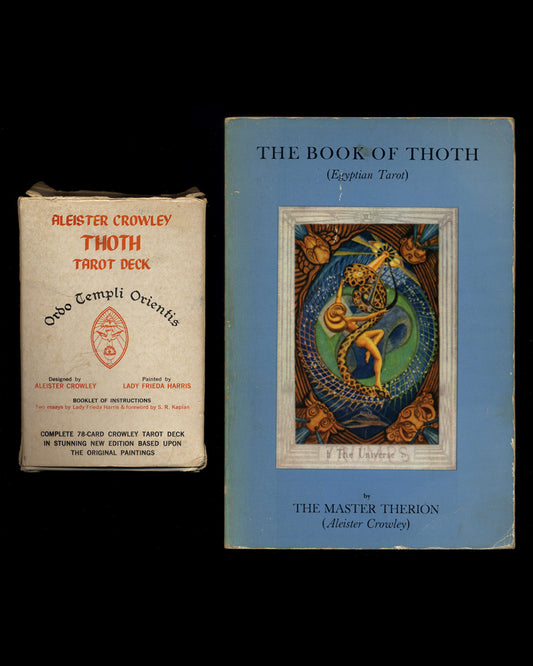 ALEISTER CROWLEY
THOTH
TAROT DECK
Ordo Templi Orientis
Designed by
ALEISTER CROWLEY
Painted by
LADY FRIEDA HARRIS
BOOKLET OF INSTRUCTIONS
Two essays by Lady Frieda Harris & foreword by S. R. Kaplan
COMPLETE 78-CARD CROWLEY TAROT DECK
IN STUNNING NEW EDITION BASED UPON
THE ORIGINAL PAINTINGS
THE BOOK OF THOTH
(Egyptian Tarot)
The Universe
by
THE MASTER THERION
(Aleister Crowley)